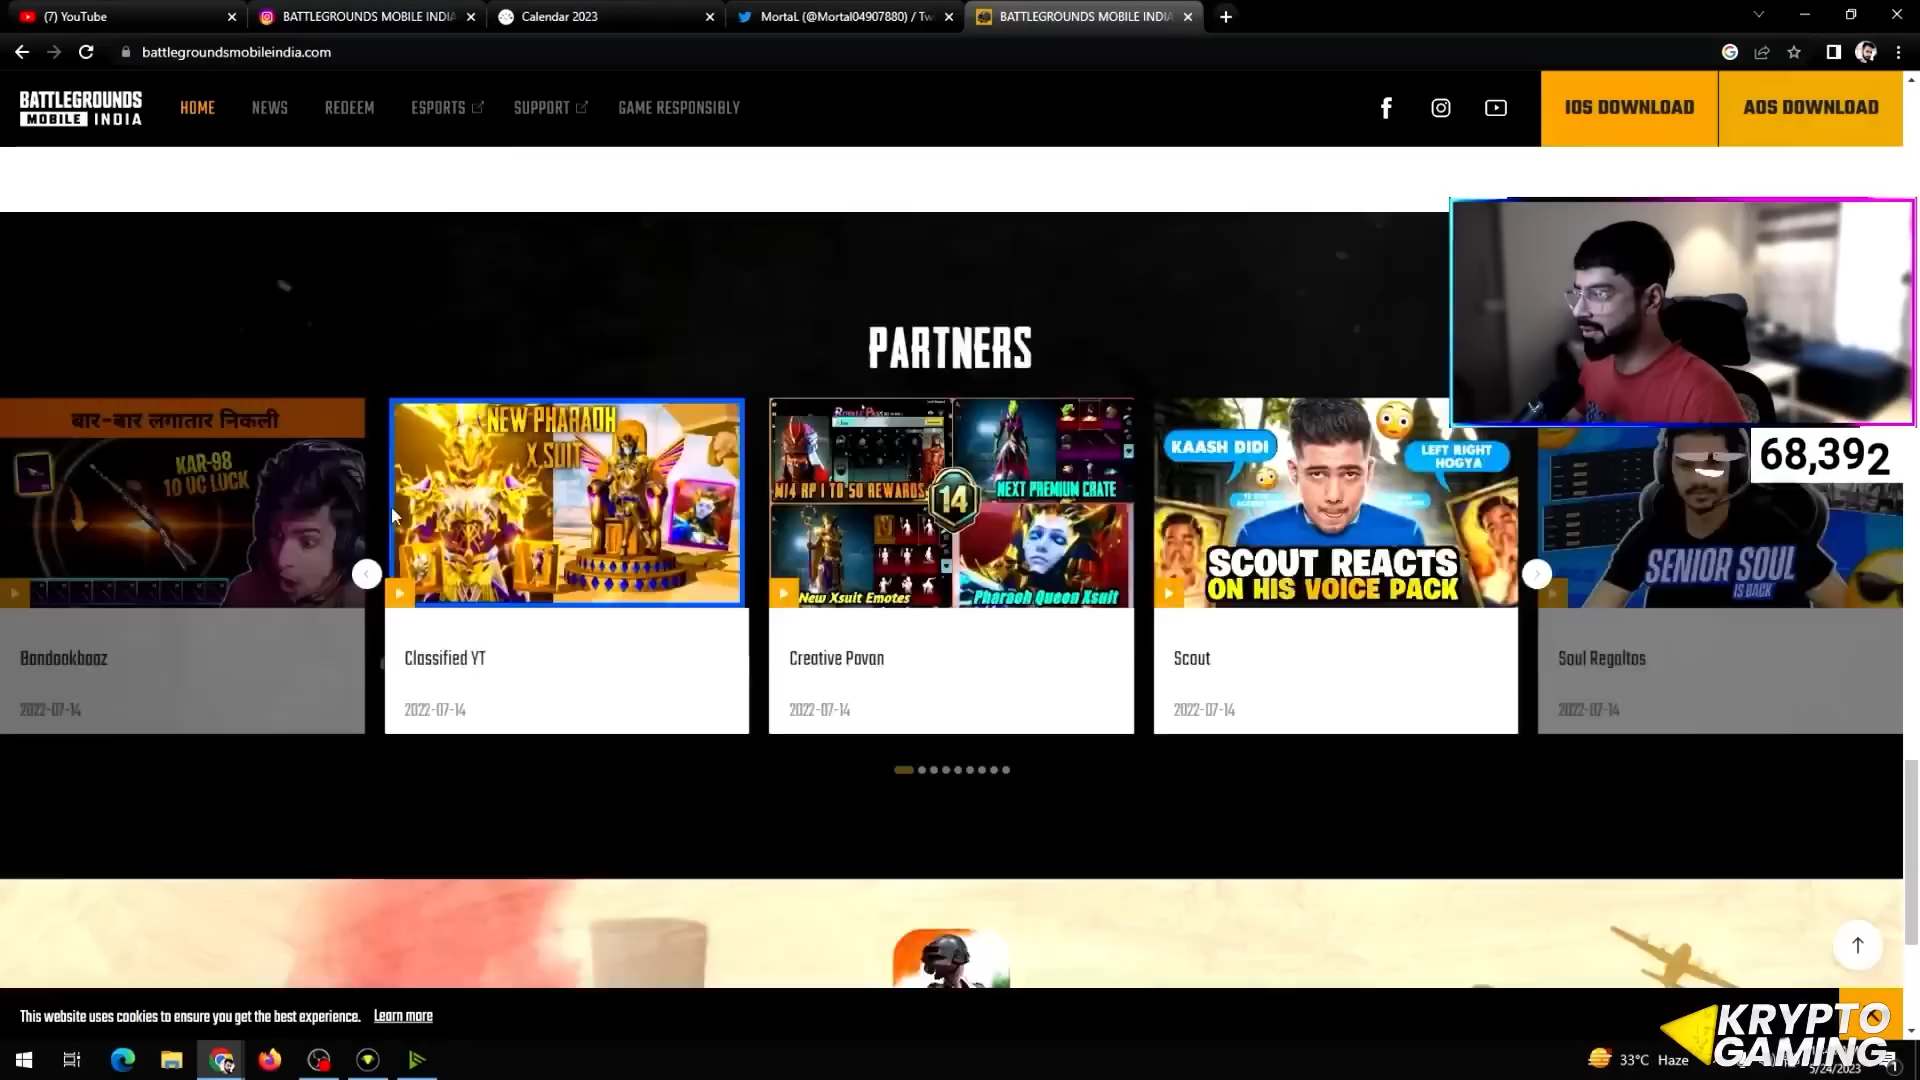 (7) YouTube
BATTLEGROUNDS MOBILE INDIA
Calendar 2023
MortaL (@Mortal04907880) / Twi
BATTLEGROUNDS MOBILE INDIA
battlegroundsmobileindia.com
BATTLEGROUNDS
MOBILE INDIA
HOME
NEWS
REDEEM
ESPORTS
SUPPORT
GAME RESPONSIBLY
IOS DOWNLOAD
AOS DOWNLOAD
PARTNERS
68,392
बार-बार लगातार निकली
KAR-98
10 UC LUCK
NEW PHARAOH
X SUIT
M14 RP 1 TO 50 REWARDS
NEXT PREMIUM CRATE
14
New Xsuit Emotes
Pharaoh Queen Xsuit
KAASH DIDI
LEFT RIGHT
HOGYA
SCOUT REACTS
ON HIS VOICE PACK
SENIOR SOUL
IS BACK
Bandookbaaz
2022-07-14
Classified YT
2022-07-14
Creative Pavan
2022-07-14
Scout
2022-07-14
Soul Regaltos
2022-07-14
This website uses cookies to ensure you get the best experience. Learn more
KRYPTO
GAMING
33°C Haze
5/24/2023